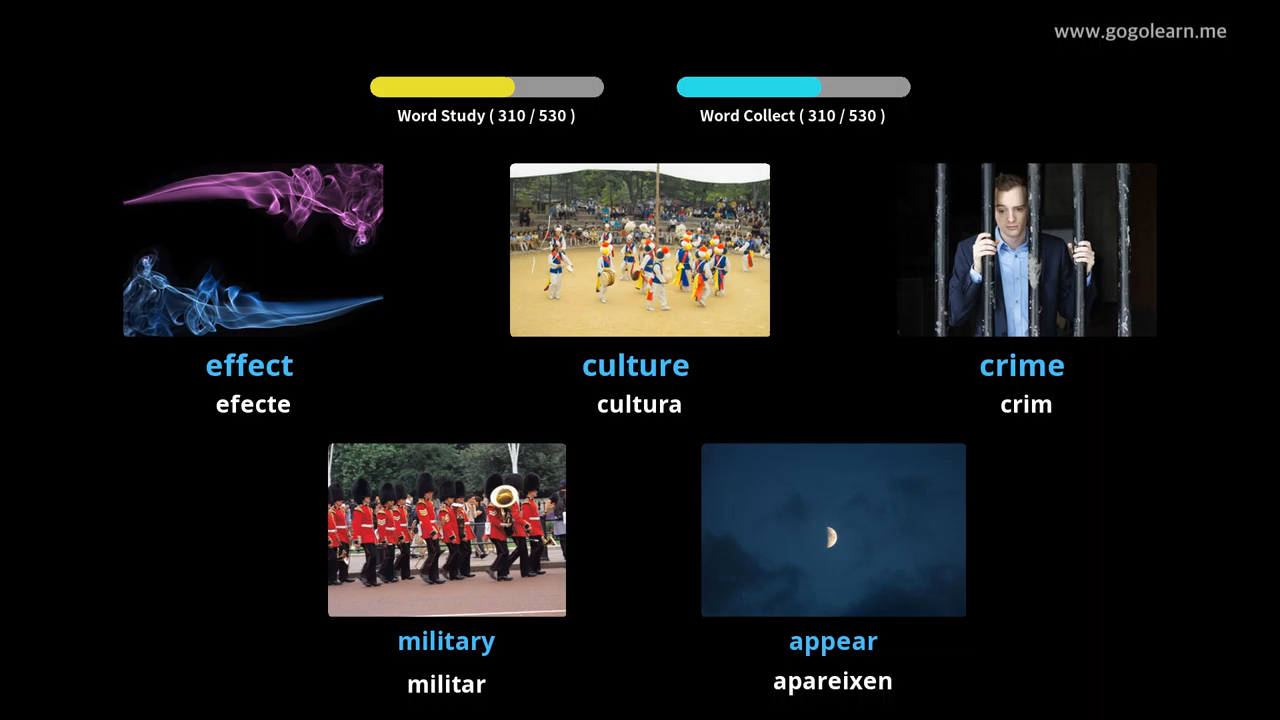 www.gogolearn.me
Word Study ( 310 / 530 )
Word Collect ( 310 / 530 )
effect
efecte
culture
cultura
crime
crim
military
militar
appear
apareixen